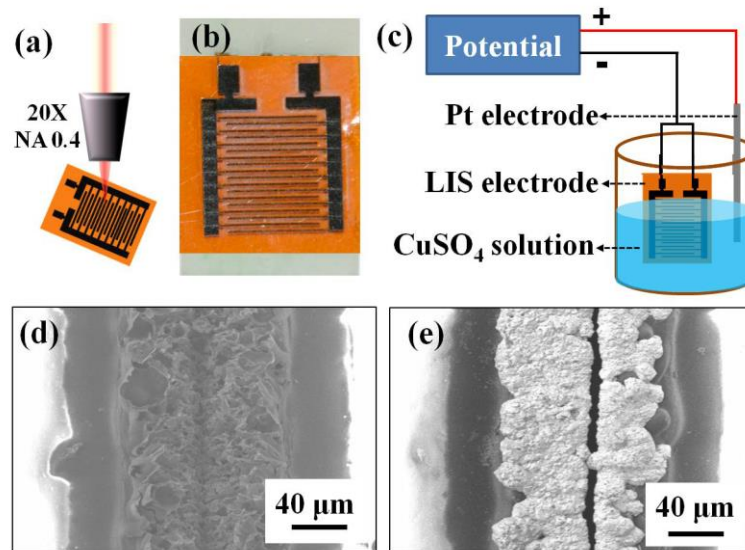 (a)
20X
NA 0.4
(b)
(c)
Potential
+
-
Pt electrode
LIS electrode
CuSO₄ solution
(d)
40 μm
(e)
40 μm